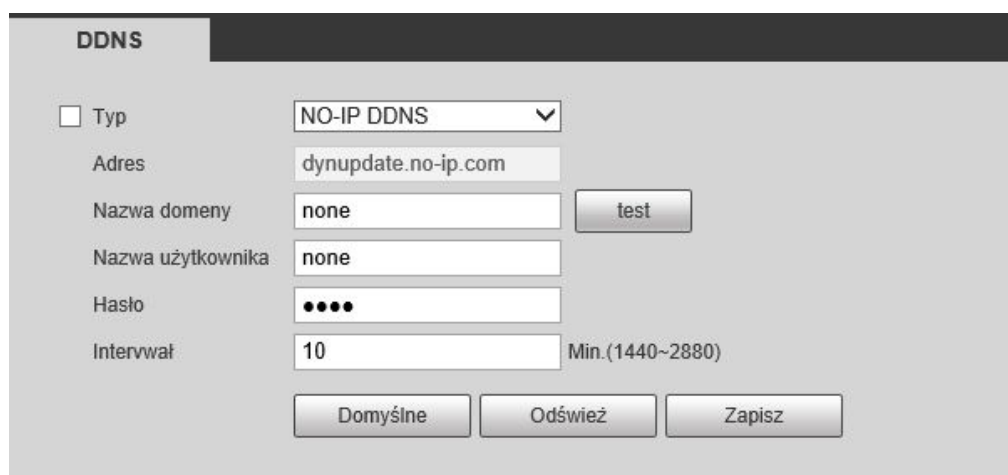 DDNS
Typ NO-IP DDNS
Adres dynupdate.no-ip.com
Nazwa domeny none test
Nazwa użytkownika none
Hasło ●●●●
Intervwał 10 Min.(1440~2880)
Domyślne Odśwież Zapisz